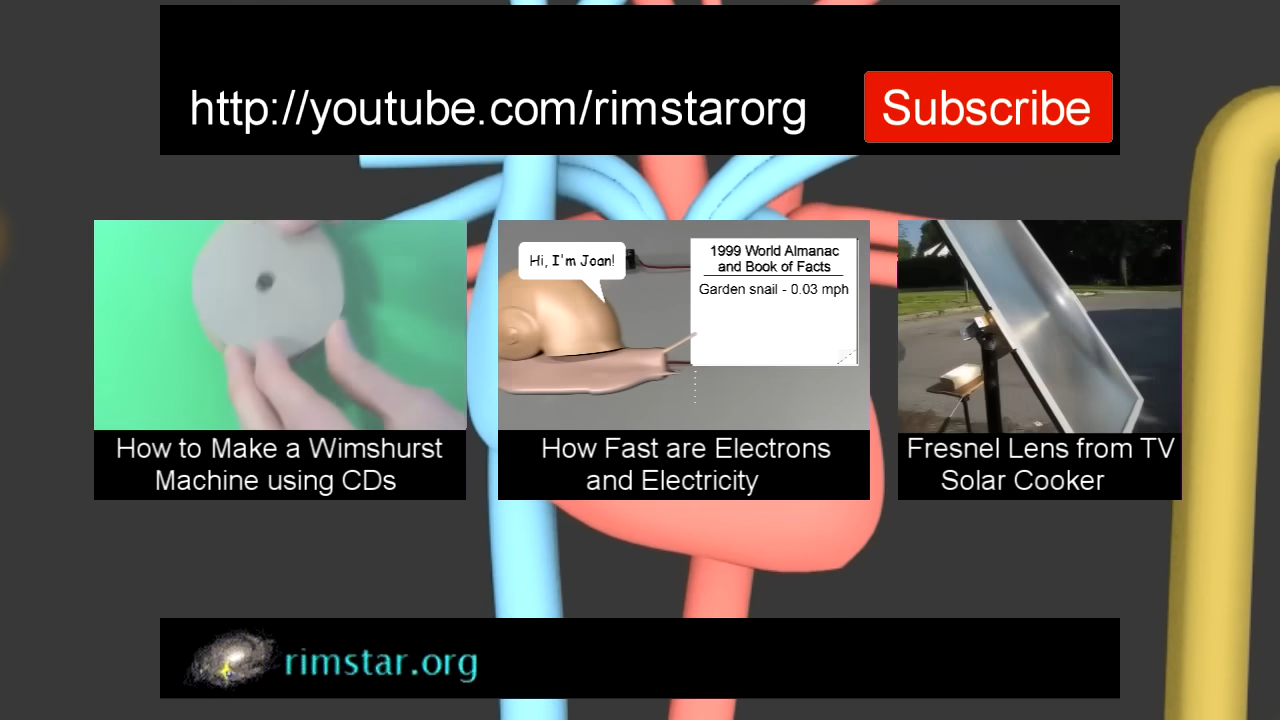 http://youtube.com/rimstarorg
Subscribe
Hi, I'm Joan!
1999 World Almanac
and Book of Facts
Garden snail - 0.03 mph
How to Make a Wimshurst
Machine using CDs
How Fast are Electrons
and Electricity
Fresnel Lens from TV
Solar Cooker
rimstar.org